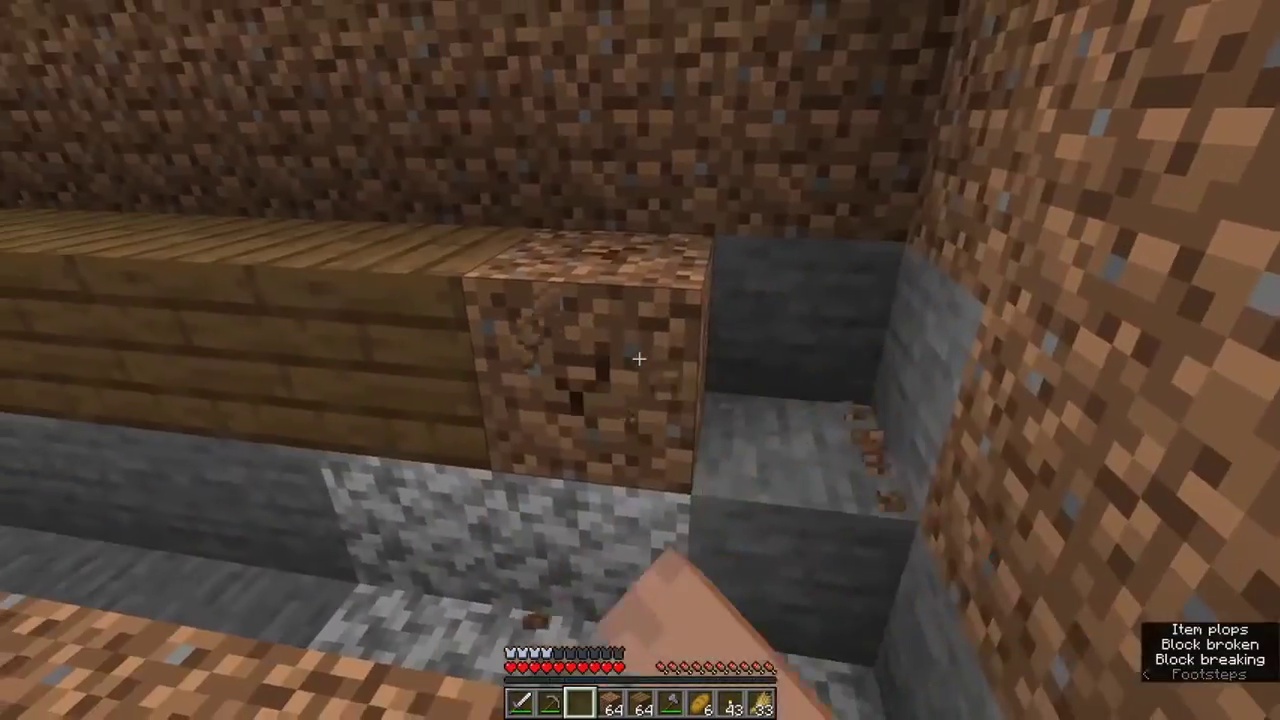 Item plops
Block broken
Block breaking
< Footsteps
64 64 6 43 33